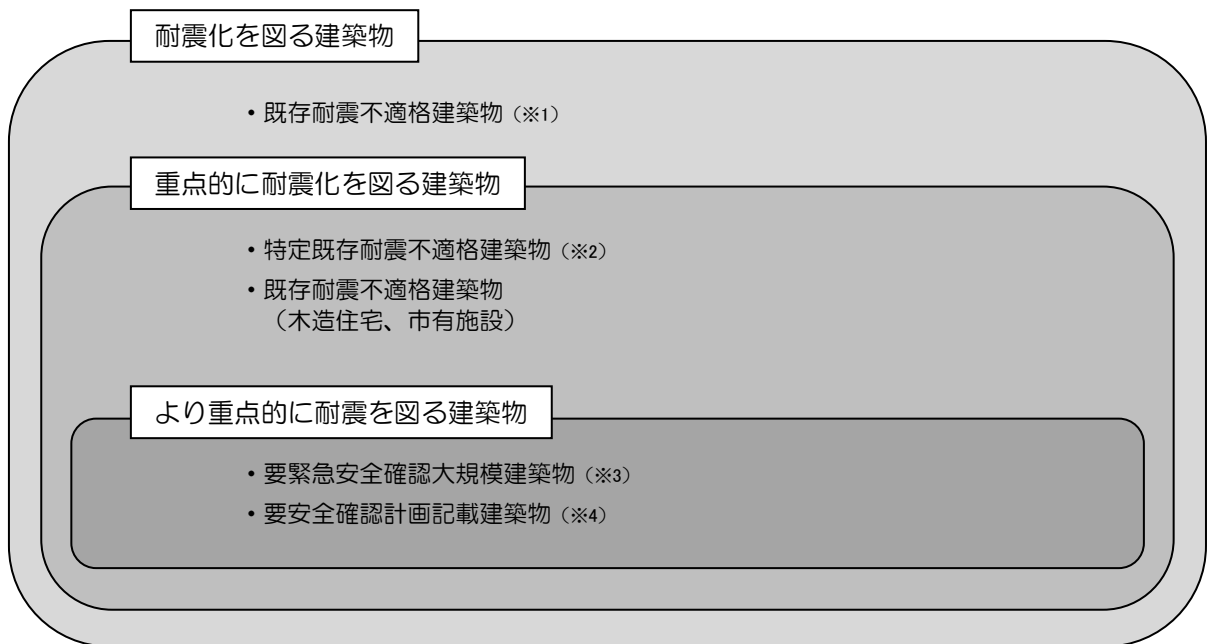 耐震化を図る建築物
・既存耐震不適格建築物（※1）
重点的に耐震化を図る建築物
・特定既存耐震不適格建築物（※2）
・既存耐震不適格建築物
（木造住宅、市有施設）
より重点的に耐震を図る建築物
・要緊急安全確認大規模建築物（※3）
・要安全確認計画記載建築物（※4）